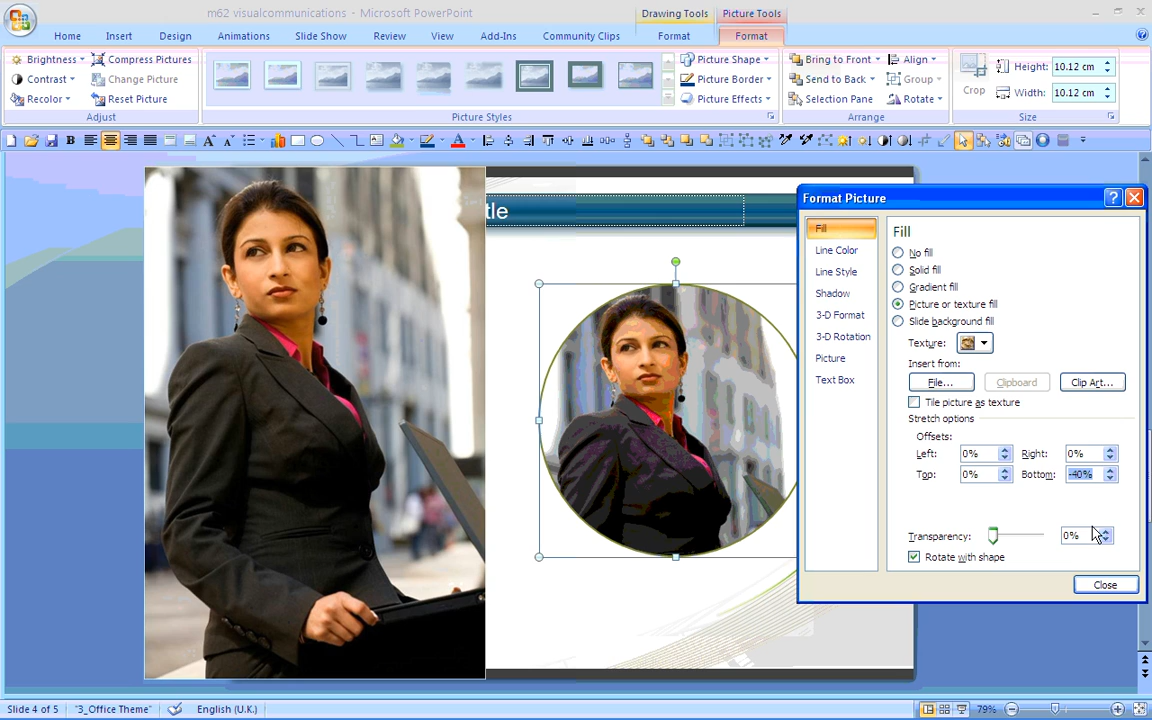 m62 visualcommunications - Microsoft PowerPoint
Drawing Tools
Picture Tools
Home
Insert
Design
Animations
Slide Show
Review
View
Add-Ins
Community Clips
Format
Format
Brightness
Compress Pictures
Contrast
Change Picture
Recolor
Reset Picture
Adjust
Picture Styles
Picture Shape
Picture Border
Picture Effects
Bring to Front
Send to Back
Selection Pane
Align
Group
Rotate
Arrange
Crop
Height: 10.12 cm
Width: 10.12 cm
Size
B
A
A
A
tle
Format Picture
Fill
Line Color
Line Style
Shadow
3-D Format
3-D Rotation
Picture
Text Box
Fill
No fill
Solid fill
Gradient fill
Picture or texture fill
Slide background fill
Texture:
Insert from:
File...
Clipboard
Clip Art...
Tile picture as texture
Stretch options
Offsets:
Left: 0% Right: 0%
Top: 0% Bottom: -40%
Transparency: 0%
Rotate with shape
Close
Slide 4 of 5
"3_Office Theme"
English (U.K.)
79%